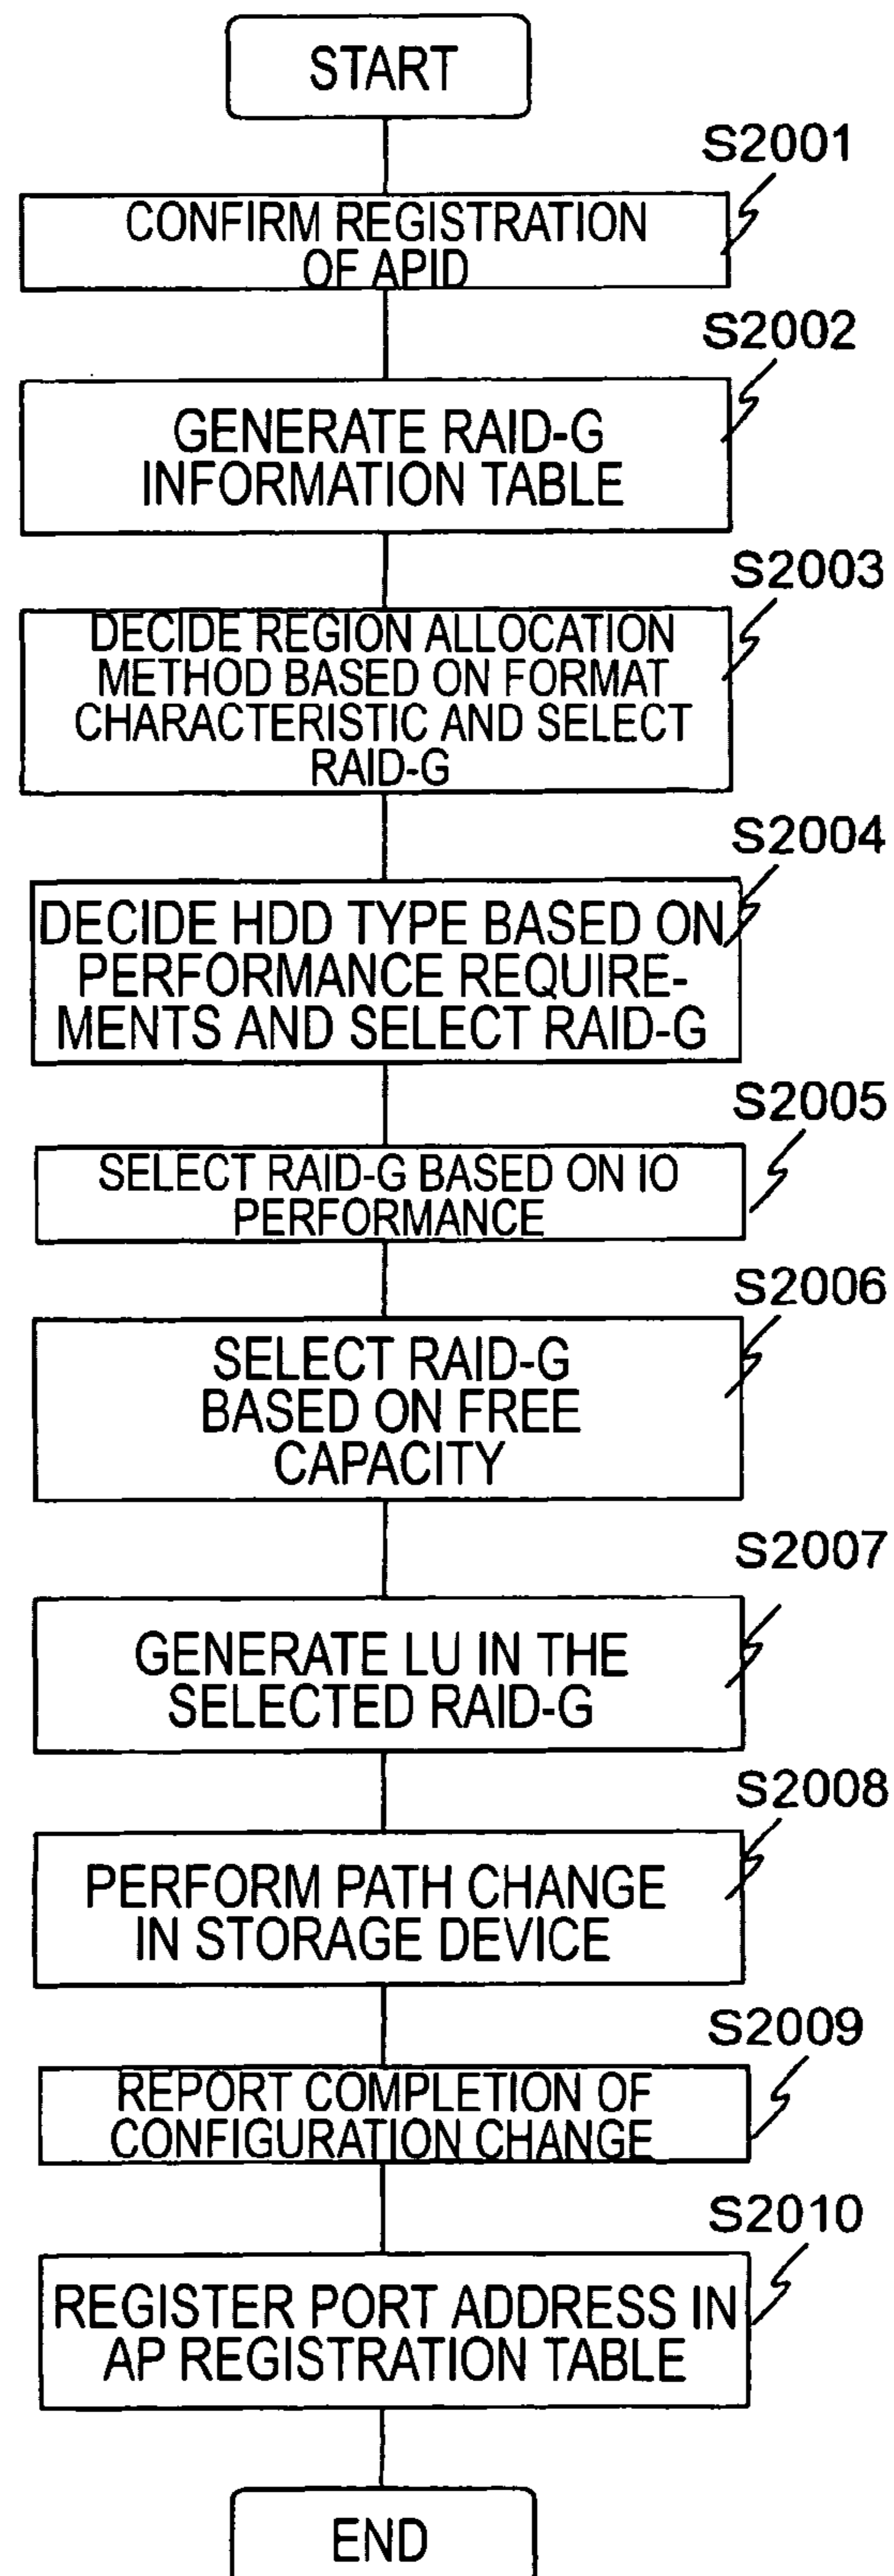 START
S2001
CONFIRM REGISTRATION
OF APID
S2002
GENERATE RAID-G
INFORMATION TABLE
S2003
DECIDE REGION ALLOCATION
METHOD BASED ON FORMAT
CHARACTERISTIC AND SELECT
RAID-G
S2004
DECIDE HDD TYPE BASED ON
PERFORMANCE REQUIRE-
MENTS AND SELECT RAID-G
S2005
SELECT RAID-G BASED ON IO
PERFORMANCE
S2006
SELECT RAID-G
BASED ON FREE
CAPACITY
S2007
GENERATE LU IN THE
SELECTED RAID-G
S2008
PERFORM PATH CHANGE
IN STORAGE DEVICE
S2009
REPORT COMPLETION OF
CONFIGURATION CHANGE
S2010
REGISTER PORT ADDRESS IN
AP REGISTRATION TABLE
END